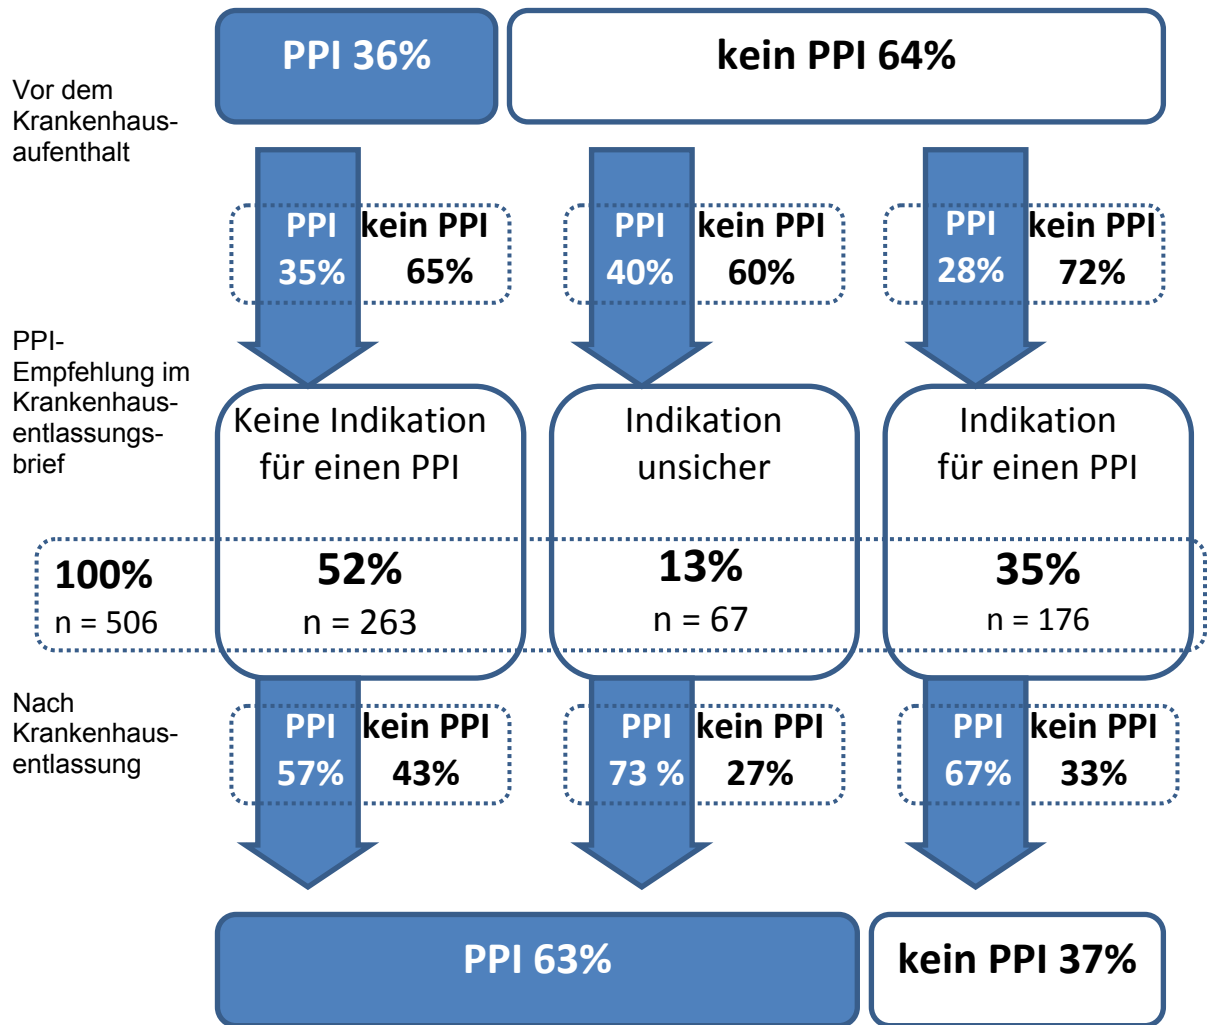 PPI 36%
kein PPI 64%
Vor dem
Krankenhaus-
aufenthalt
PPI kein PPI
35% 65%
PPI kein PPI
40% 60%
PPI kein PPI
28% 72%
PPI-
Empfehlung im
Krankenhaus-
entlassungs-
brief
Keine Indikation
für einen PPI
Indikation
unsicher
Indikation
für einen PPI
100%
n = 506
52%
n = 263
13%
n = 67
35%
n = 176
Nach
Krankenhaus-
entlassung
PPI kein PPI
57% 43%
PPI kein PPI
73 % 27%
PPI kein PPI
67% 33%
PPI 63%
kein PPI 37%